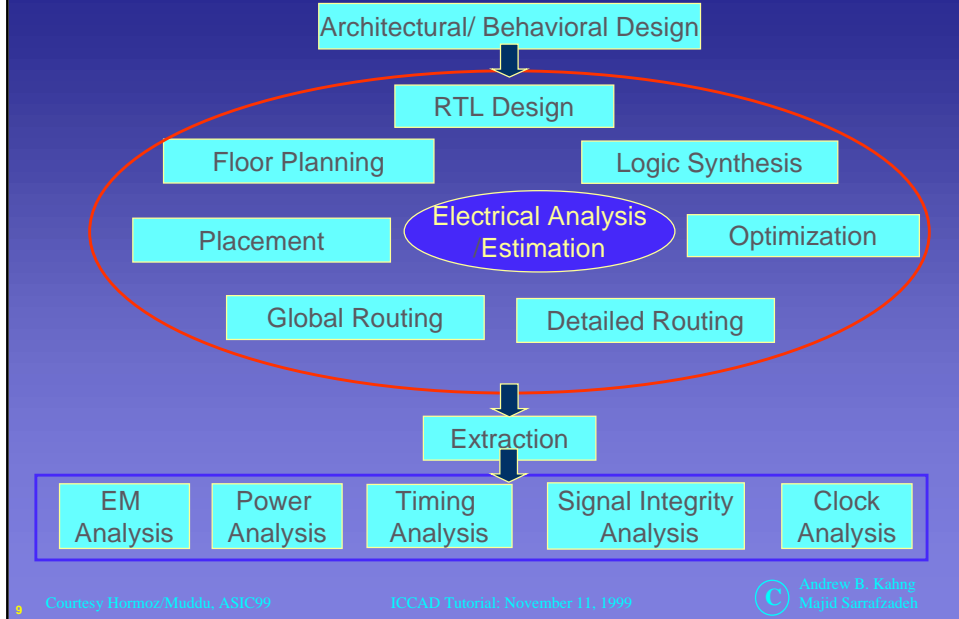 Architectural/ Behavioral Design
RTL Design
Floor Planning
Logic Synthesis
Electrical Analysis
/Estimation
Placement
Optimization
Global Routing
Detailed Routing
Extraction
EM
Analysis
Power
Analysis
Timing
Analysis
Signal Integrity
Analysis
Clock
Analysis
9
Courtesy Hormoz/Muddu, ASIC99
ICCAD Tutorial: November 11, 1999
C
Andrew B. Kahng
Majid Sarrafzadeh